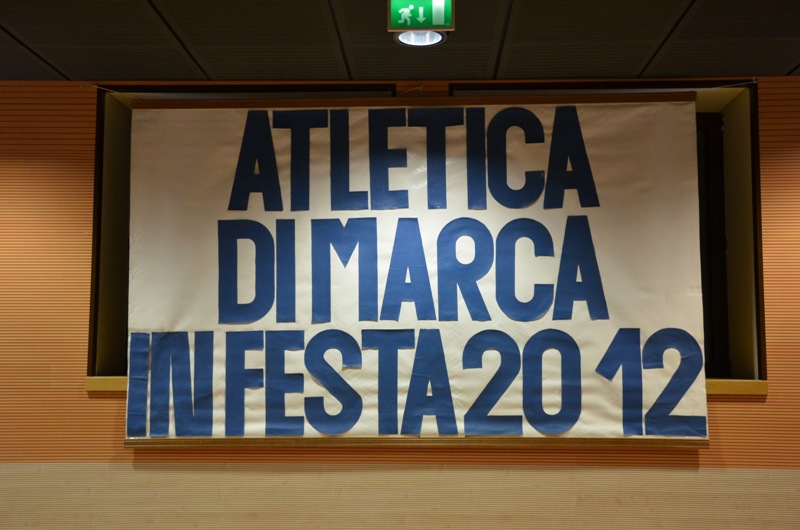 ATLETICA
DI MARCA
IN FESTA 2012